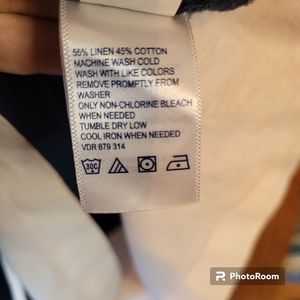 55% LINEN 45% COTTON
MACHINE WASH COLD
WASH WITH LIKE COLORS
REMOVE PROMPTLY FROM
WASHER
ONLY NON-CHLORINE BLEACH
WHEN NEEDED
TUMBLE DRY LOW
COOL IRON WHEN NEEDED
VDR 879 314
30C
PhotoRoom